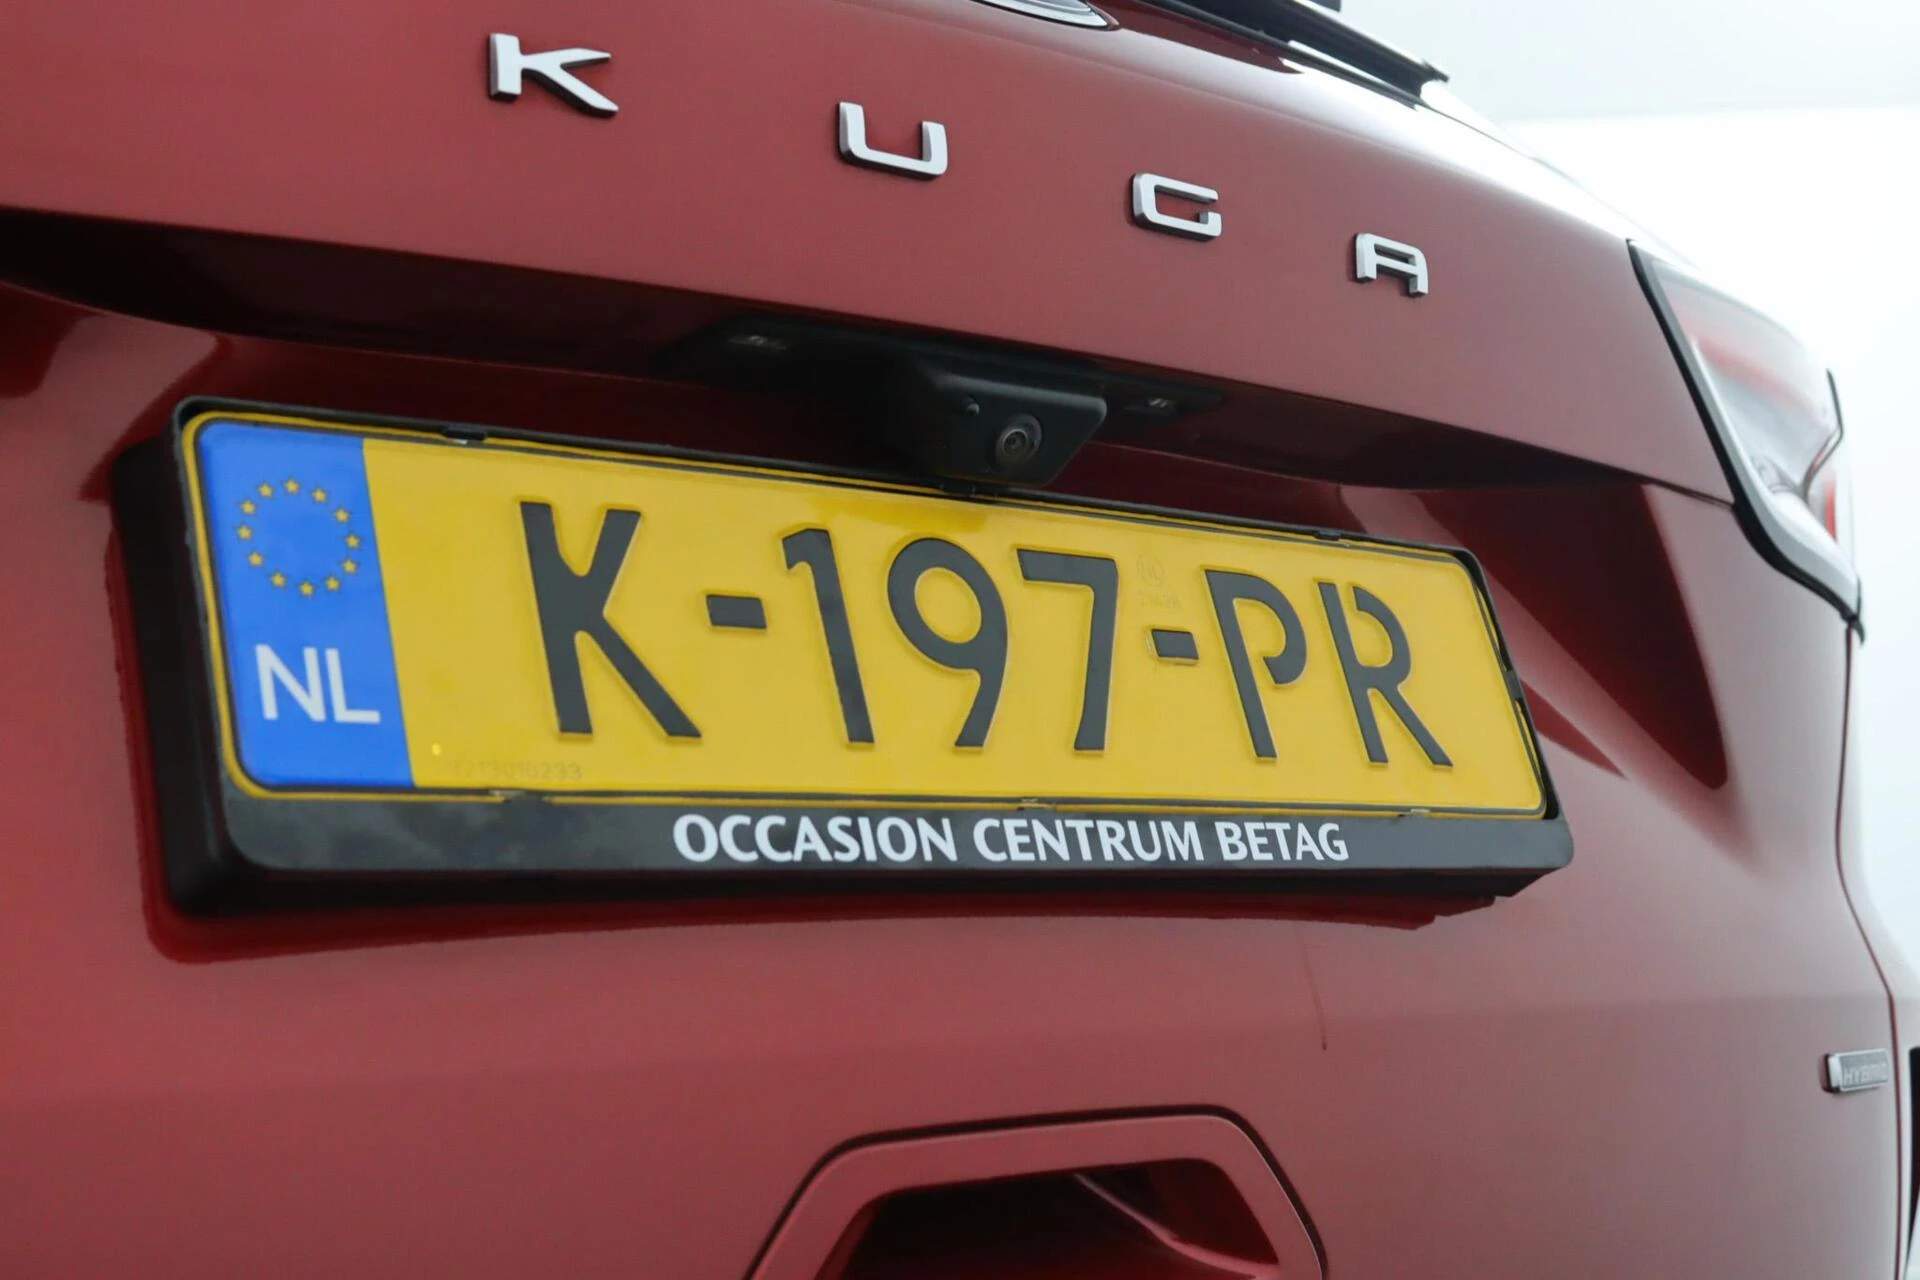 KUGA
NL
K-197-PR
OCCASION CENTRUM BETAG
HYBRID